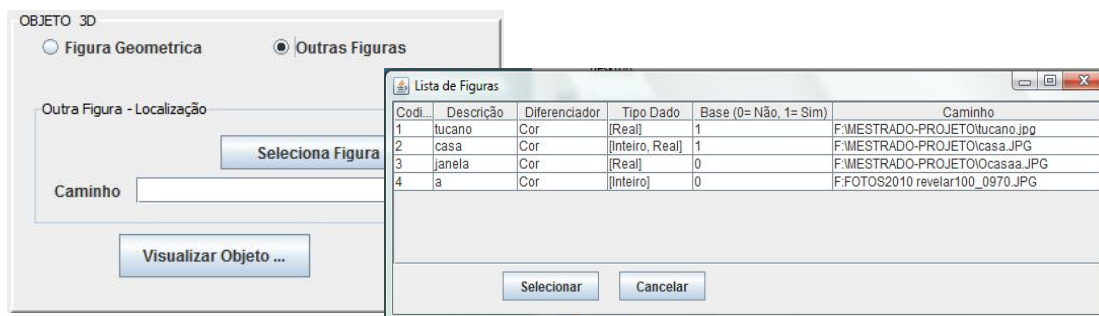 OBJETO 3D
Figura Geometrica Outras Figuras
Outra Figura - Localização
Seleciona Figura
Caminho
Visualizar Objeto ...
Lista de Figuras
Codi... Descrição Diferenciador Tipo Dado Base (0= Não, 1= Sim) Caminho
1 tucano Cor [Real] 1 F:\MESTRADO-PROJETO\tucano.jpg
2 casa Cor [Inteiro, Real] 1 F:\MESTRADO-PROJETO\casa.JPG
3 janela Cor [Real] 0 F:\MESTRADO-PROJETO\Ocasaa.JPG
4 a Cor [Inteiro] 0 F:FOTOS2010 revelar100_0970.JPG
Selecionar Cancelar